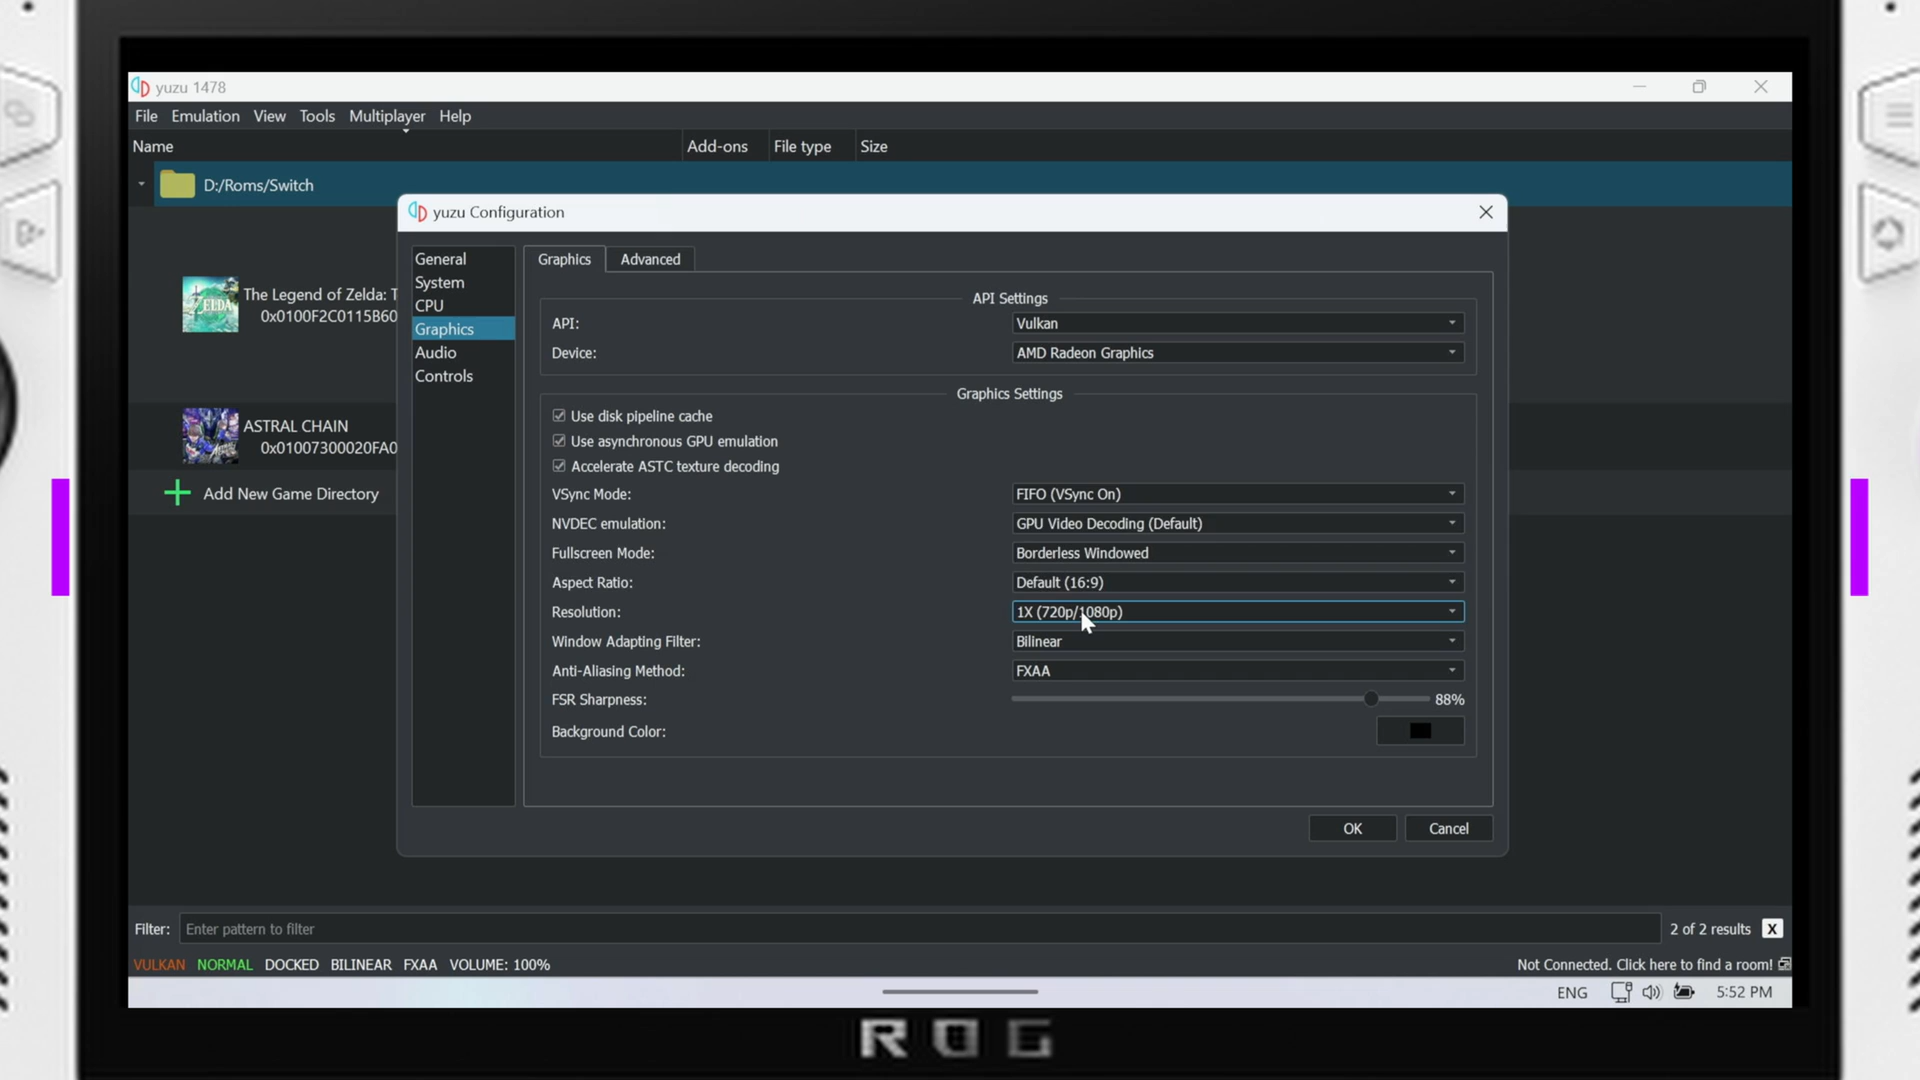 yuzu 1478
File Emulation View Tools Multiplayer Help
Name Add-ons File type Size
D:/Roms/Switch
yuzu Configuration
General
System
CPU
Graphics
Audio
Controls
Graphics Advanced
API Settings
API: Vulkan
Device: AMD Radeon Graphics
Graphics Settings
Use disk pipeline cache
Use asynchronous GPU emulation
Accelerate ASTC texture decoding
VSync Mode: FIFO (VSync On)
NVDEC emulation: GPU Video Decoding (Default)
Fullscreen Mode: Borderless Windowed
Aspect Ratio: Default (16:9)
Resolution: 1X (720p/1080p)
Window Adapting Filter: Bilinear
Anti-Aliasing Method: FXAA
FSR Sharpness: 88%
Background Color:
OK Cancel
ZELDA
The Legend of Zelda: T
0x0100F2C0115B60
ASTRAL CHAIN
0x01007300020FA0
Add New Game Directory
Filter: Enter pattern to filter 2 of 2 results X
VULKAN NORMAL DOCKED BILINEAR FXAA VOLUME: 100% Not Connected. Click here to find a room!
ENG 5:52 PM
ROG